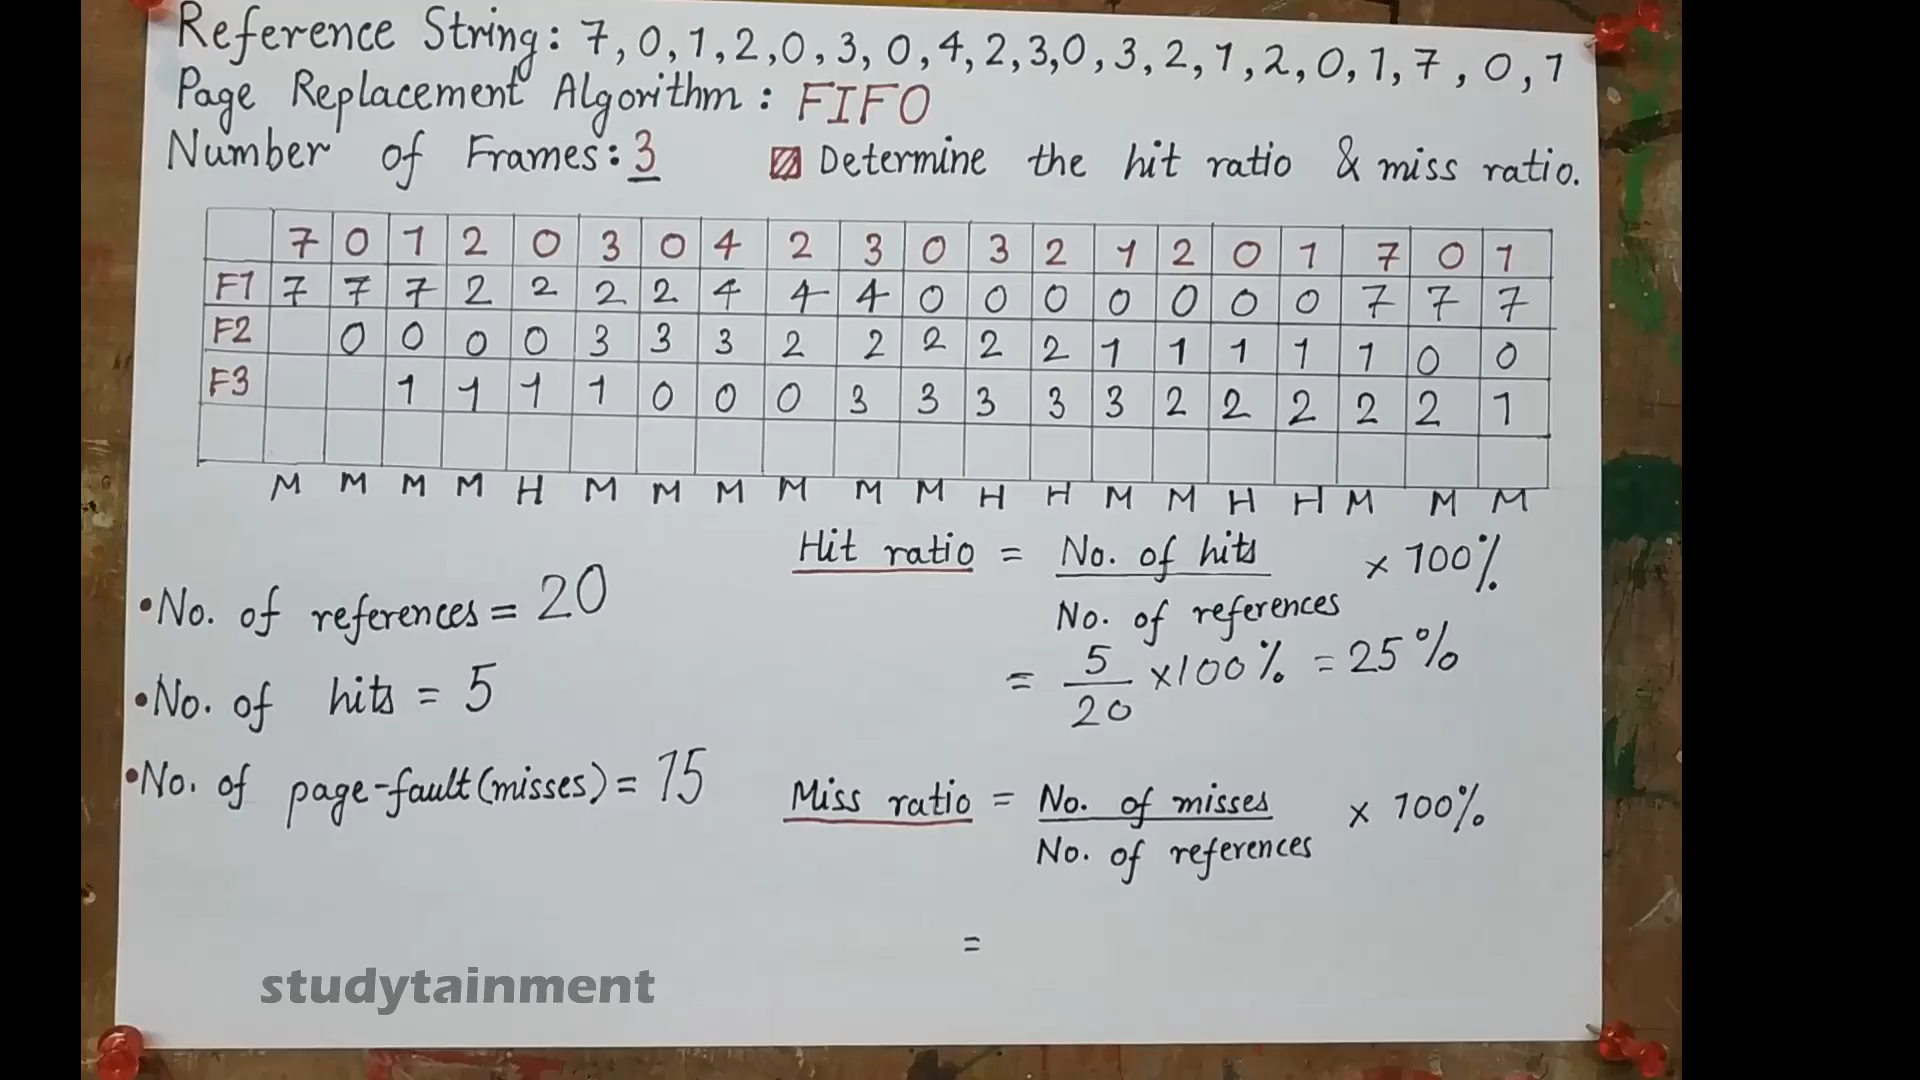 Reference String: 7, 0, 1, 2, 0, 3, 0, 4, 2, 3, 0, 3, 2, 1, 2, 0, 1, 7, 0, 1
Page Replacement Algorithm: FIFO
Number of Frames: 3 Determine the hit ratio & miss ratio.
7 0 1 2 0 3 0 4 2 3 0 3 2 1 2 0 1 7 0 1
F1 7 7 7 2 2 2 2 4 4 4 0 0 0 0 0 0 0 7 7 7
F2 0 0 0 0 3 3 3 2 2 2 2 2 1 1 1 1 1 0 0
F3 1 1 1 1 0 0 0 3 3 3 3 3 2 2 2 2 2 1
M M M M H M M M M M M H H M M H H M M M
Hit ratio = No. of hits × 100%
No. of references
= 5 ×100% = 25%
20
•No. of references = 20
•No. of hits = 5
•No. of page-fault(misses) = 15
Miss ratio = No. of misses × 100%
No. of references
=
studytainment